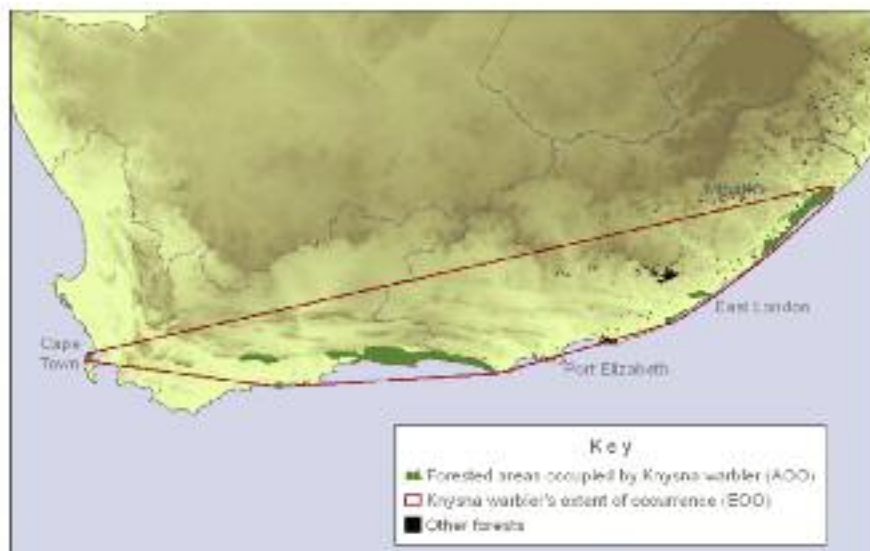 Mthatha
East London
Cape
Town
Port Elizabeth
Key
Forested areas occupied by Knysna warbler (AOO)
Knysna warbler's extent of occurrence (EOO)
Other forests